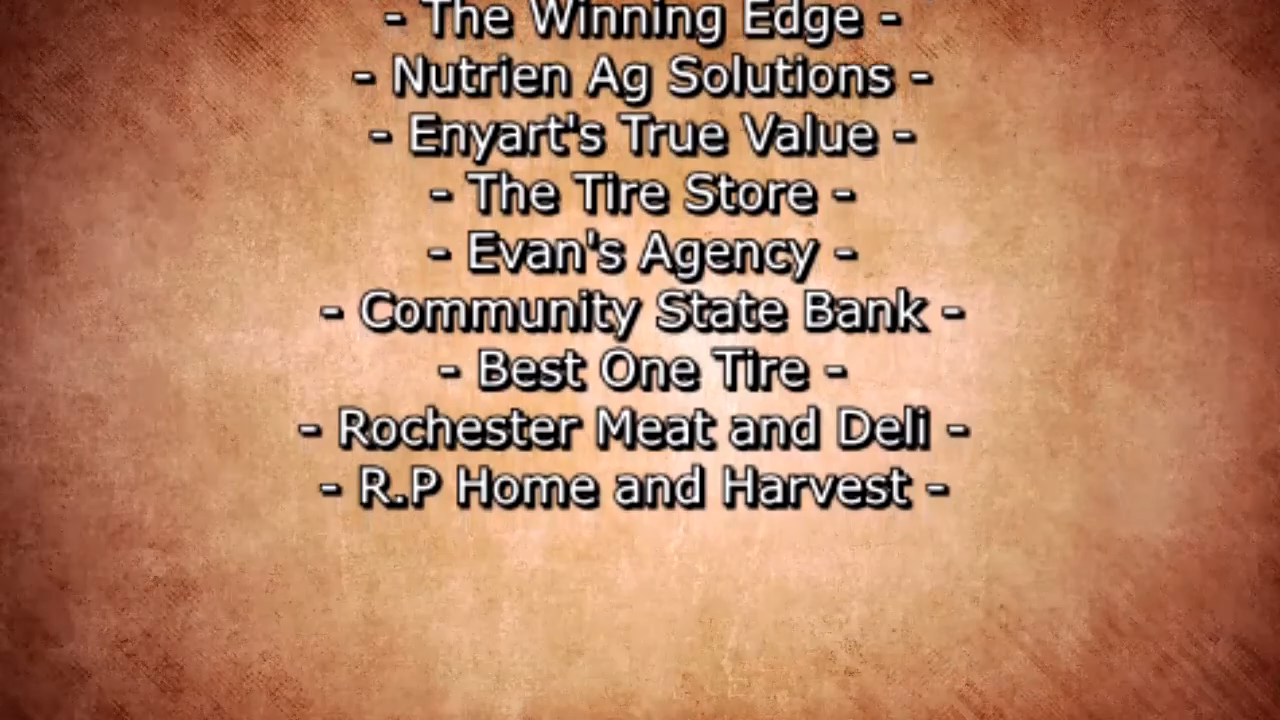 - The Winning Edge -
- Nutrien Ag Solutions -
- Enyart's True Value -
- The Tire Store -
- Evan's Agency -
- Community State Bank -
- Best One Tire -
- Rochester Meat and Deli -
- R.P Home and Harvest -